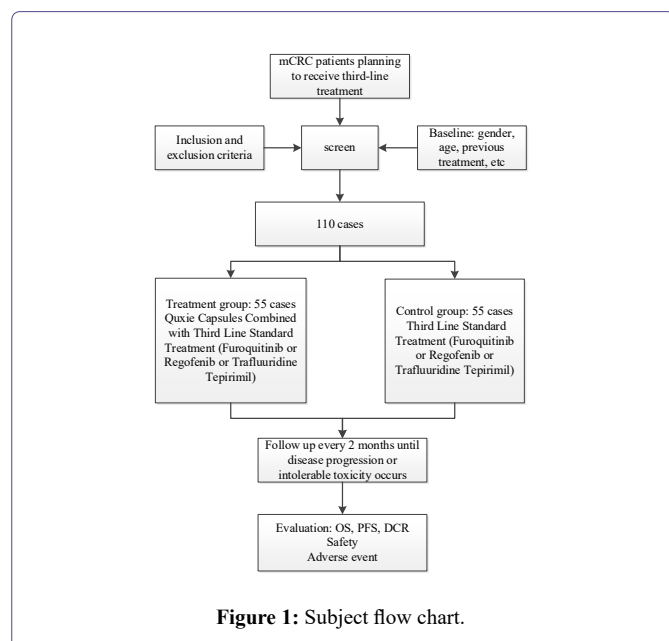 mCRC patients planning
to receive third-line
treatment
Inclusion and
exclusion criteria
screen
Baseline: gender,
age, previous
treatment, etc
110 cases
Treatment group: 55 cases
Quxie Capsules Combined
with Third Line Standard
Treatment (Furoquitinib or
Regofenib or Trafluuridine
Tepirimil)
Control group: 55 cases
Third Line Standard
Treatment (Furoquitinib
or Regofenib or
Trafluuridine Tepirimil)
Follow up every 2 months until
disease progression or
intolerable toxicity occurs
Evaluation: OS, PFS, DCR
Safety
Adverse event
Figure 1: Subject flow chart.